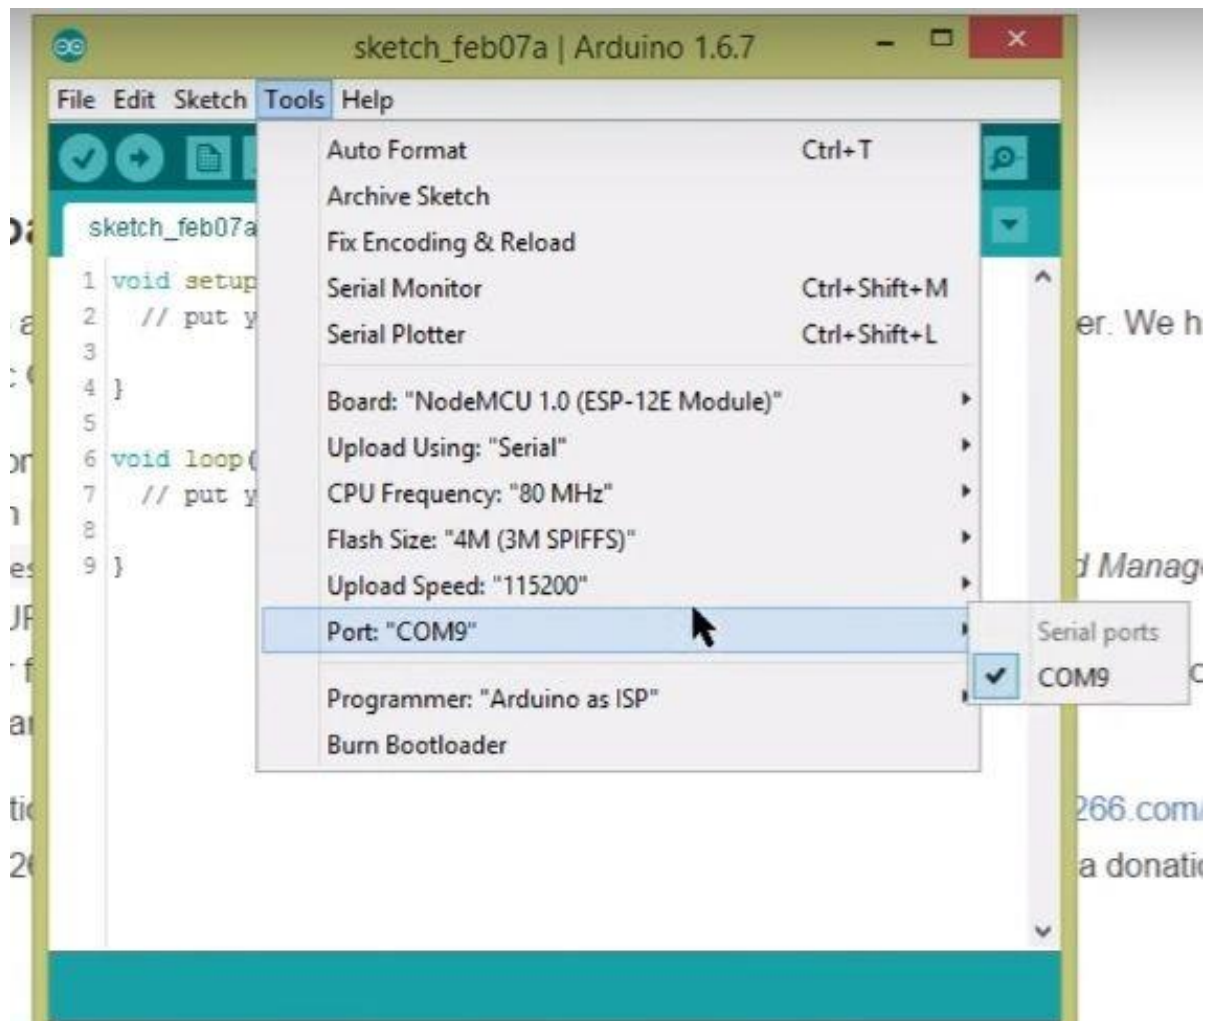 sketch_feb07a | Arduino 1.6.7
File Edit Sketch Tools Help
Auto Format Ctrl+T
Archive Sketch
sketch_feb07a
Fix Encoding & Reload
1 void setup
Serial Monitor Ctrl+Shift+M
2 // put y
Serial Plotter Ctrl+Shift+L
er. We h
3
4 }
Board: "NodeMCU 1.0 (ESP-12E Module)"
5
Upload Using: "Serial"
6 void loop(
7 // put y
CPU Frequency: "80 MHz"
8
Flash Size: "4M (3M SPIFFS)"
9 }
d Manag
Upload Speed: "115200"
Port: "COM9"
Serial ports
COM9
Programmer: "Arduino as ISP"
Burn Bootloader
266.com/
a donati